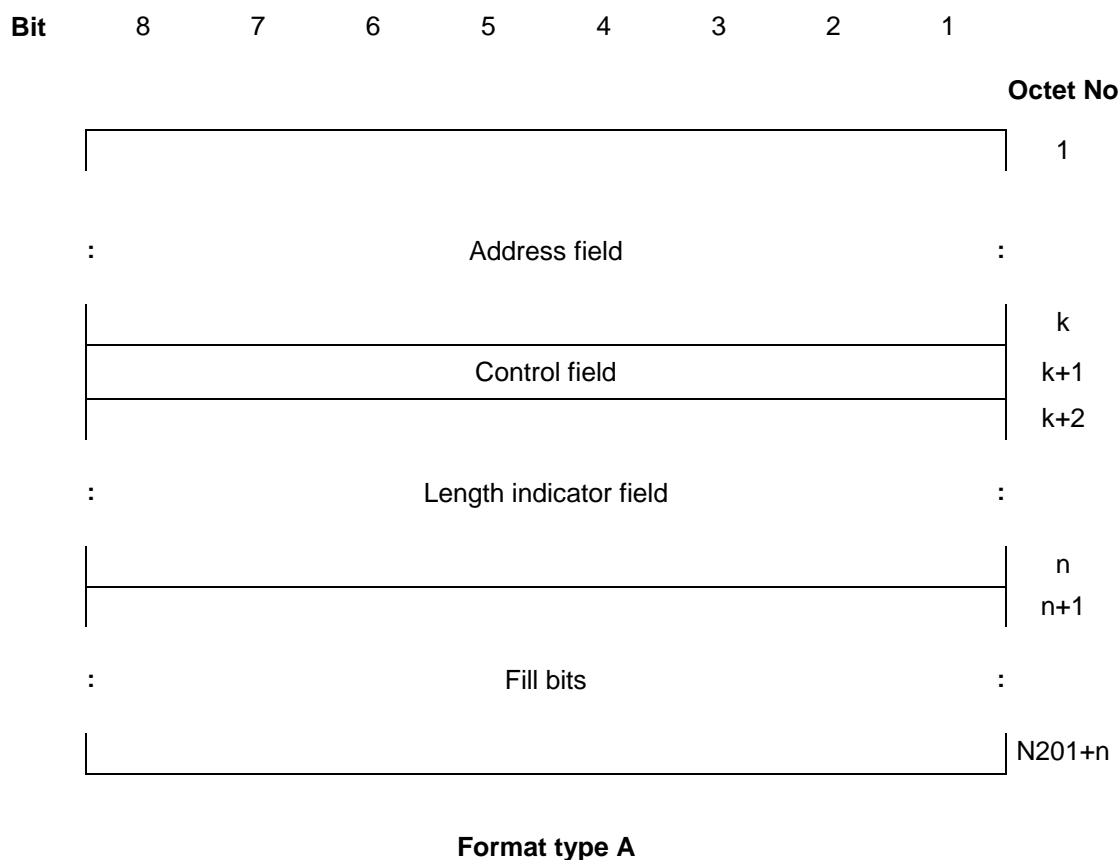 Bit 8 7 6 5 4 3 2 1
Octet No
1
: Address field :
k
Control field k+1
k+2
: Length indicator field :
n
n+1
: Fill bits :
N201+n
Format type A